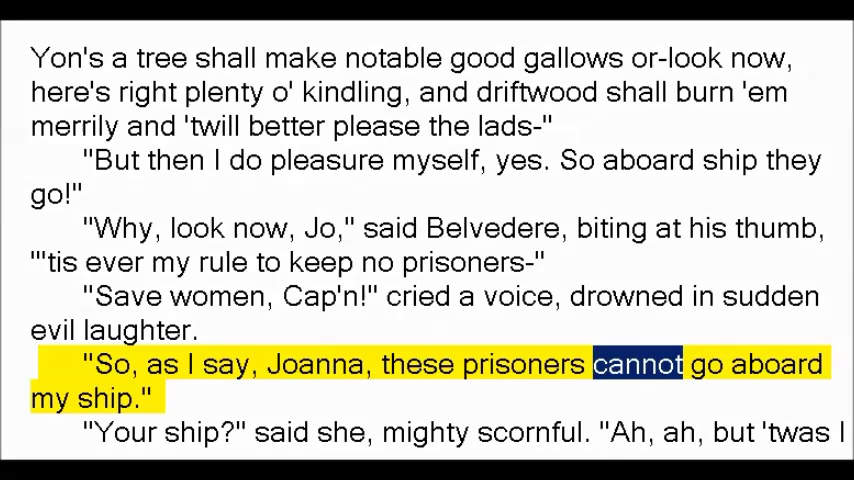 Yon's a tree shall make notable good gallows or-look now,
here's right plenty o' kindling, and driftwood shall burn 'em
merrily and 'twill better please the lads-"
"But then I do pleasure myself, yes. So aboard ship they
go!"
"Why, look now, Jo," said Belvedere, biting at his thumb,
"'tis ever my rule to keep no prisoners-"
"Save women, Cap'n!" cried a voice, drowned in sudden
evil laughter.
"So, as I say, Joanna, these prisoners cannot go aboard
my ship."
"Your ship?" said she, mighty scornful. "Ah, ah, but 'twas I